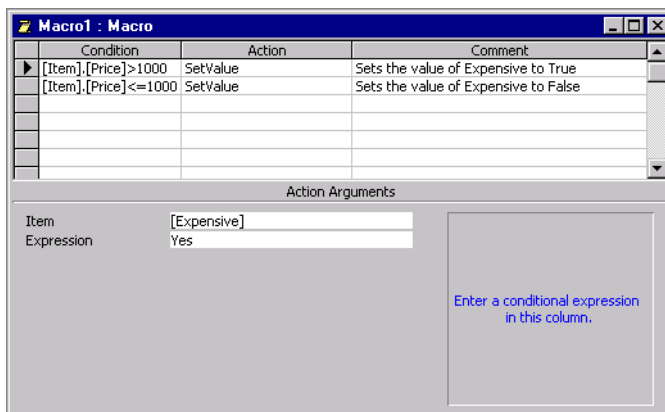 Macro1 : Macro
Condition Action Comment
[Item].[Price]>1000 SetValue Sets the value of Expensive to True
[Item].[Price]<=1000 SetValue Sets the value of Expensive to False
Action Arguments
Item [Expensive]
Expression Yes
Enter a conditional expression
in this column.